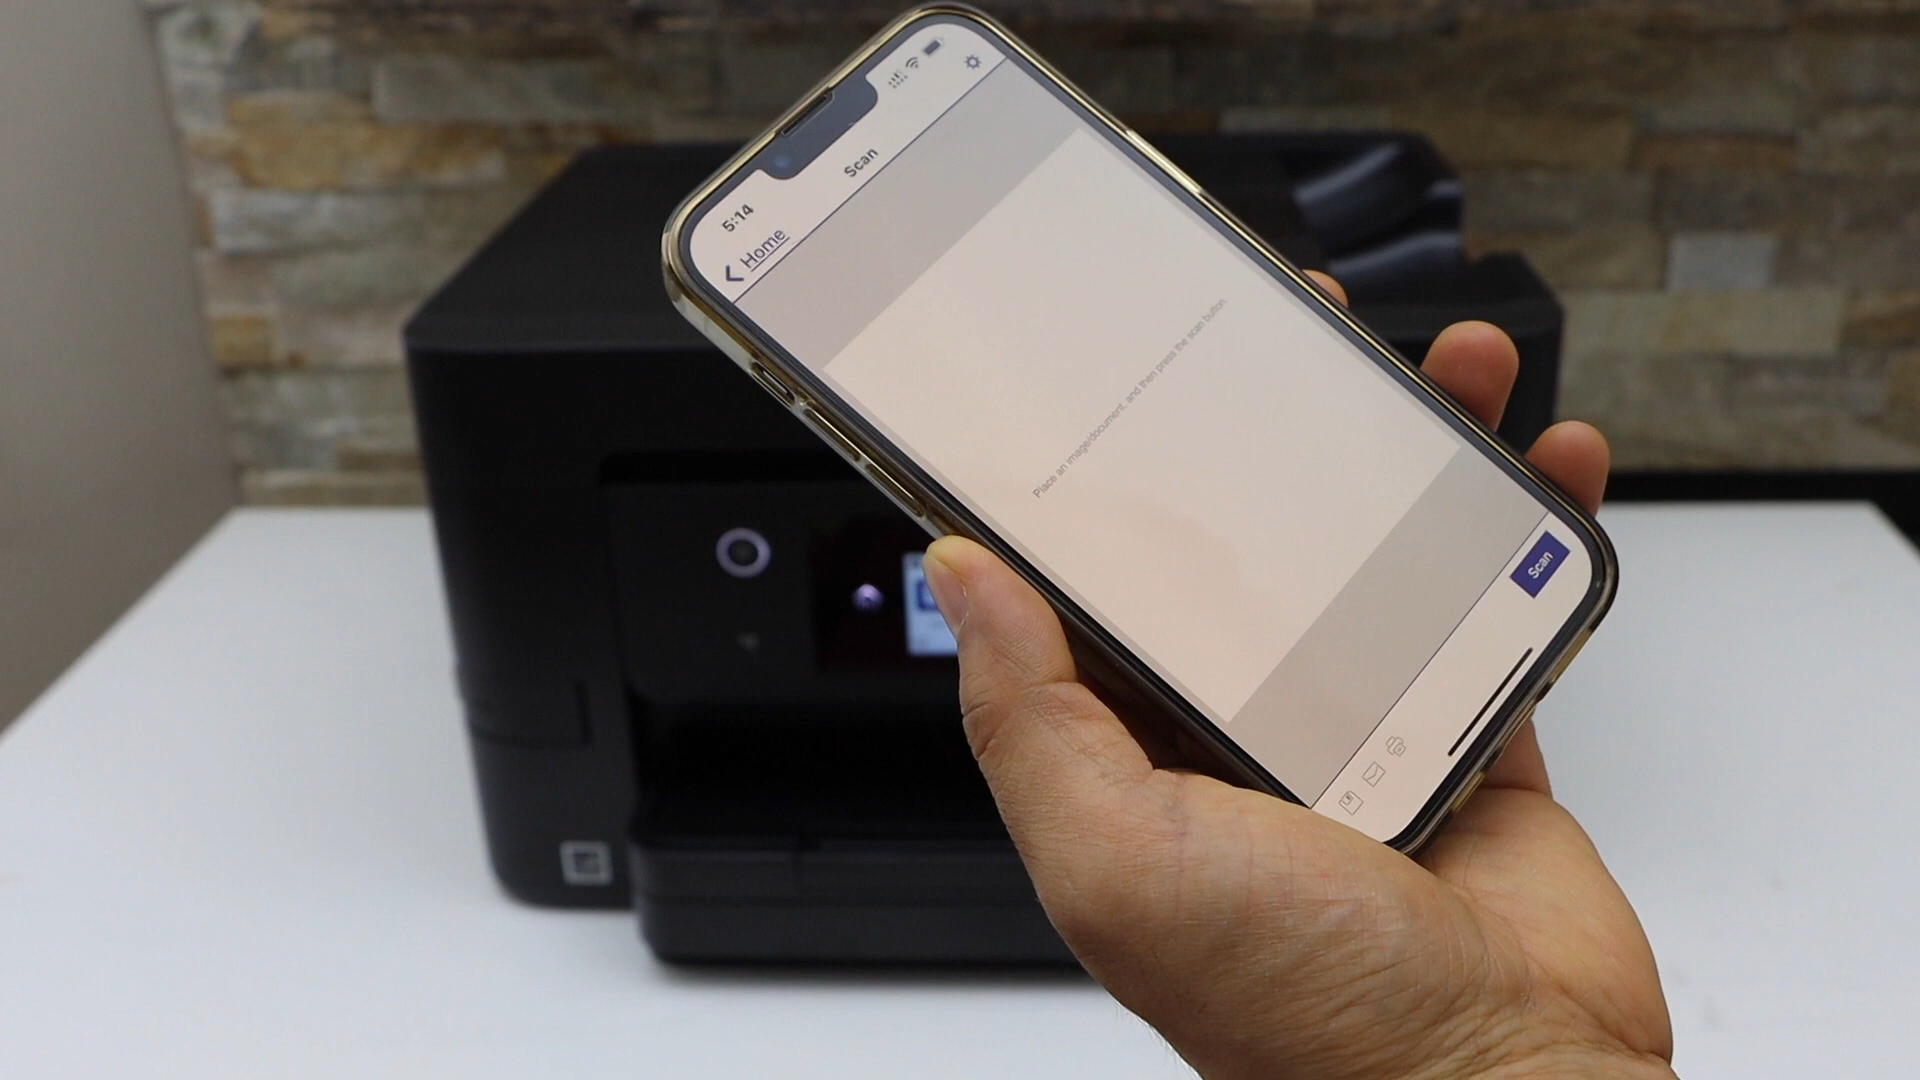 5:14
Scan
Home
Place an image/document, and then press the scan button
Scan